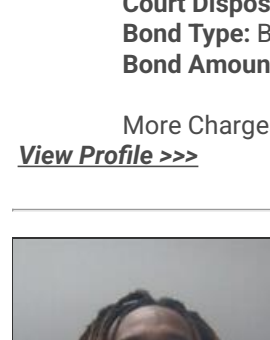 Court Dispos
Bond Type: B
Bond Amoun
More Charge
View Profile >>>